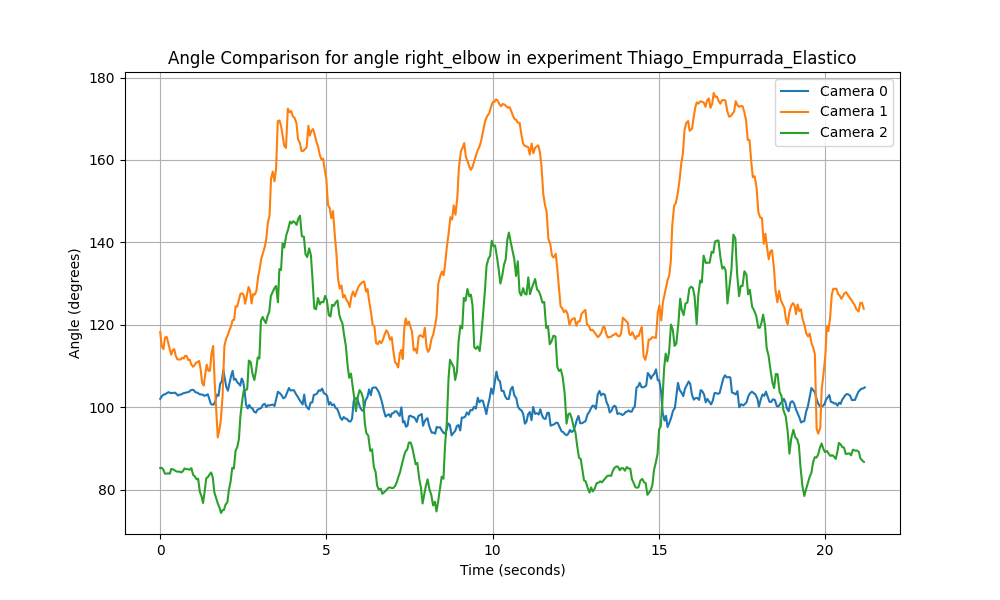 Angle Comparison for angle right_elbow in experiment Thiago_Empurrada_Elastico
Camera 0
Camera 1
Camera 2
Angle (degrees)
180
160
140
120
100
80
0 5 10 15 20
Time (seconds)